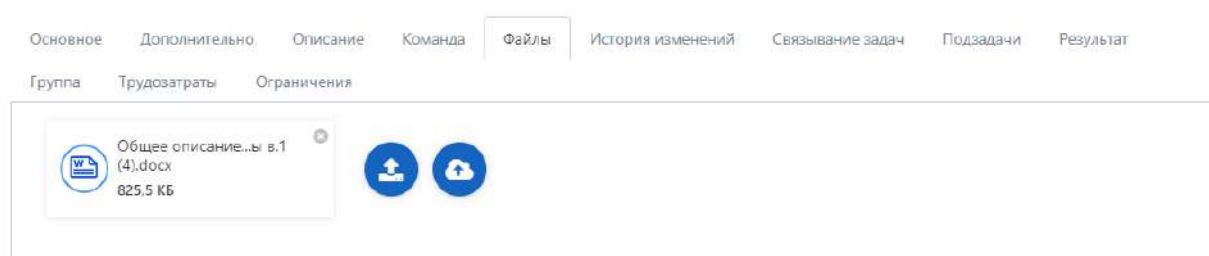 Основное Дополнительно Описание Команда Файлы История изменений Связывание задач Подзадачи Результат
Группа Трудозатраты Ограничения
Общее описание...ы в.1
(4).docx
825,5 КБ